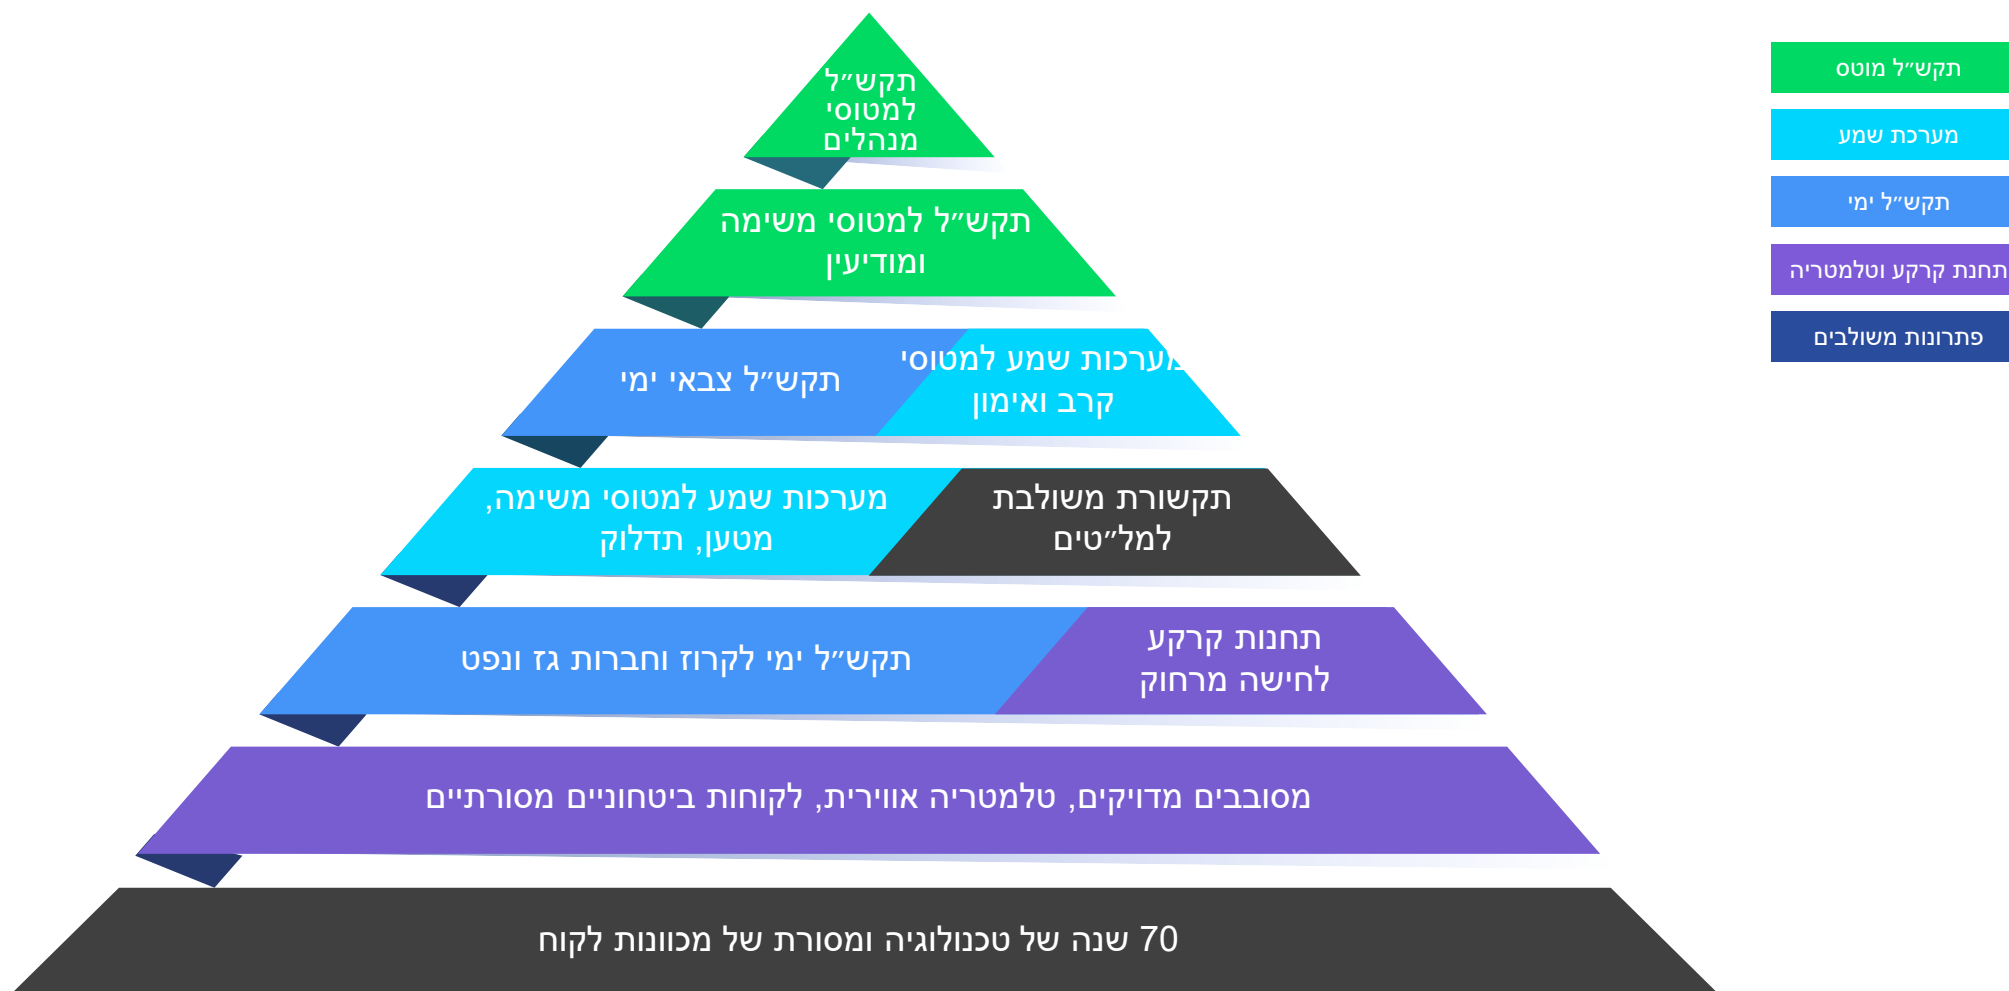 תקש״ל
למטוסי
מנהלים
תקש״ל למטוסי משימה
ומודיעין
מערכות שמע למטוסי
קרב ואימון
תקש״ל צבאי ימי
תקשורת משולבת
למל״טים
מערכות שמע למטוסי משימה,
מטען, תדלוק
תחנות קרקע
לחישה מרחוק
תקש״ל ימי לקרוז וחברות גז ונפט
מסובבים מדויקים, טלמטריה אווירית, לקוחות ביטחוניים מסורתיים
70 שנה של טכנולוגיה ומסורת של מכוונות לקוח
תקש״ל מוטס
מערכת שמע
תקש״ל ימי
תחנת קרקע וטלמטריה
פתרונות משולבים